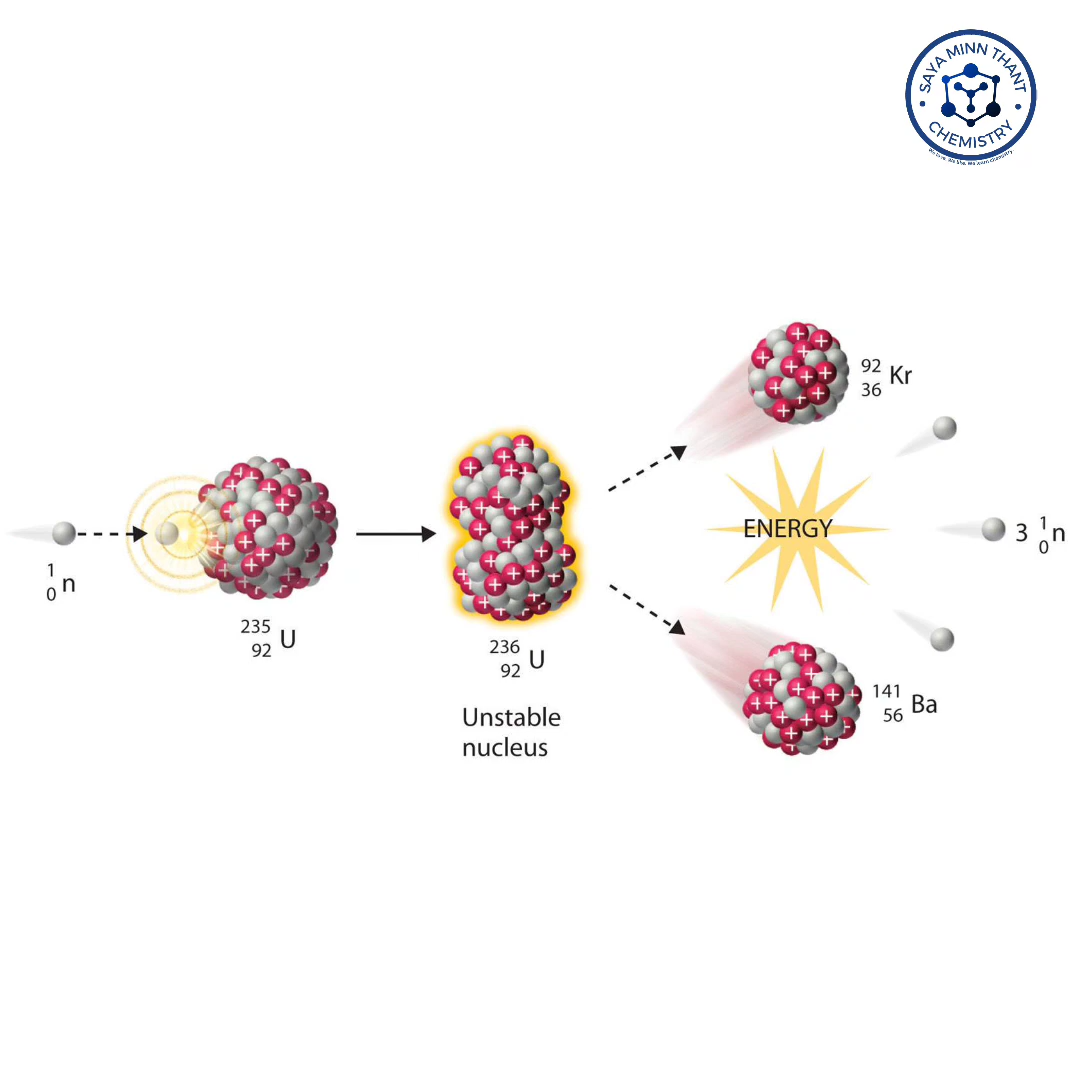 SAYA MINN THANT
CHEMISTRY
92
36 Kr
ENERGY
3 1
0 n
1
0 n
235
92 U
236
92 U
141
56 Ba
Unstable
nucleus